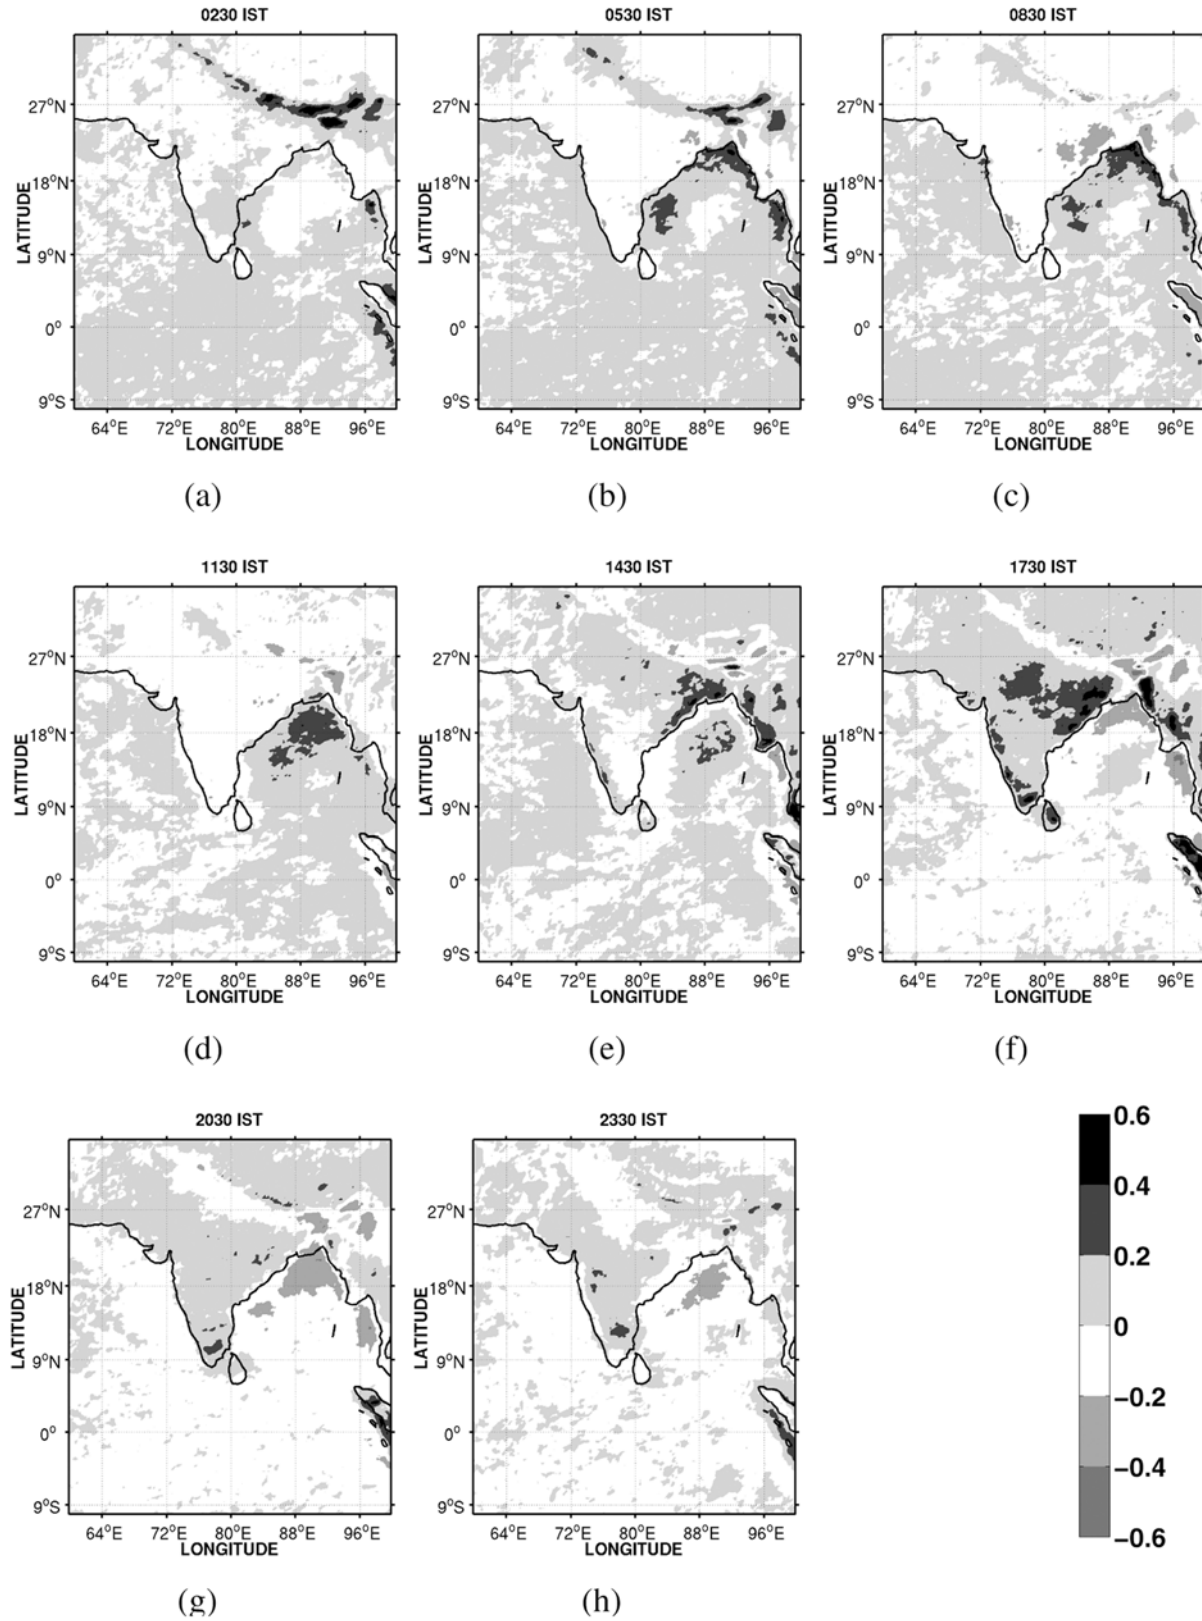 0230 IST 0530 IST 0830 IST
LATITUDE 27°N 18°N 9°N 0° 9°S
LATITUDE 27°N 18°N 9°N 0° 9°S
LATITUDE 27°N 18°N 9°N 0° 9°S
64°E 72°E 80°E 88°E 96°E 64°E 72°E 80°E 88°E 96°E 64°E 72°E 80°E 88°E 96°E
LONGITUDE LONGITUDE LONGITUDE
(a) (b) (c)
1130 IST 1430 IST 1730 IST
LATITUDE 27°N 18°N 9°N 0° 9°S
LATITUDE 27°N 18°N 9°N 0° 9°S
LATITUDE 27°N 18°N 9°N 0° 9°S
64°E 72°E 80°E 88°E 96°E 64°E 72°E 80°E 88°E 96°E 64°E 72°E 80°E 88°E 96°E
LONGITUDE LONGITUDE LONGITUDE
(d) (e) (f)
2030 IST 2330 IST
LATITUDE 27°N 18°N 9°N 0° 9°S
LATITUDE 27°N 18°N 9°N 0° 9°S
64°E 72°E 80°E 88°E 96°E 64°E 72°E 80°E 88°E 96°E
LONGITUDE LONGITUDE
(g) (h)
0.6
0.4
0.2
0
−0.2
−0.4
−0.6